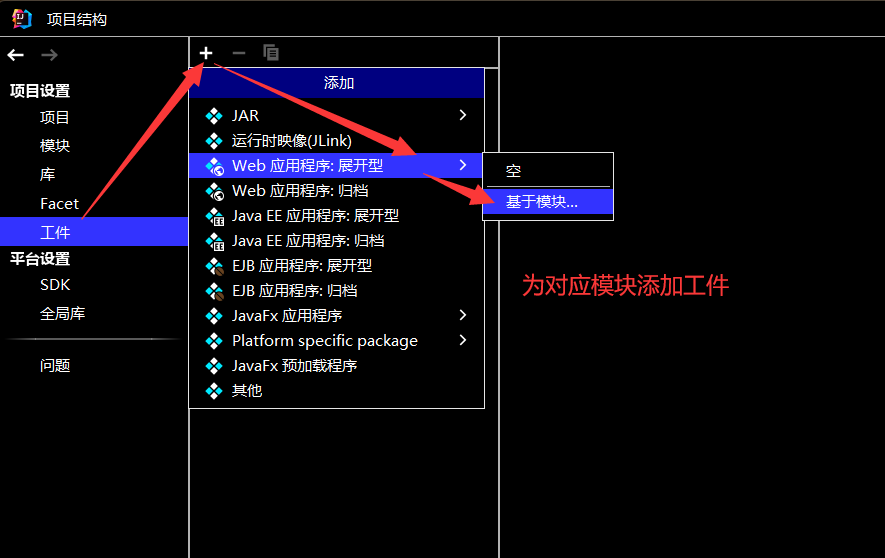 项目结构
项目设置
项目
模块
库
Facet
工件
平台设置
SDK
全局库
问题
添加
JAR
运行时映像(JLink)
Web 应用程序: 展开型
Web 应用程序: 归档
Java EE 应用程序: 展开型
Java EE 应用程序: 归档
EJB 应用程序: 展开型
EJB 应用程序: 归档
JavaFx 应用程序
Platform specific package
JavaFx 预加载程序
其他
空
基于模块...
为对应模块添加工件